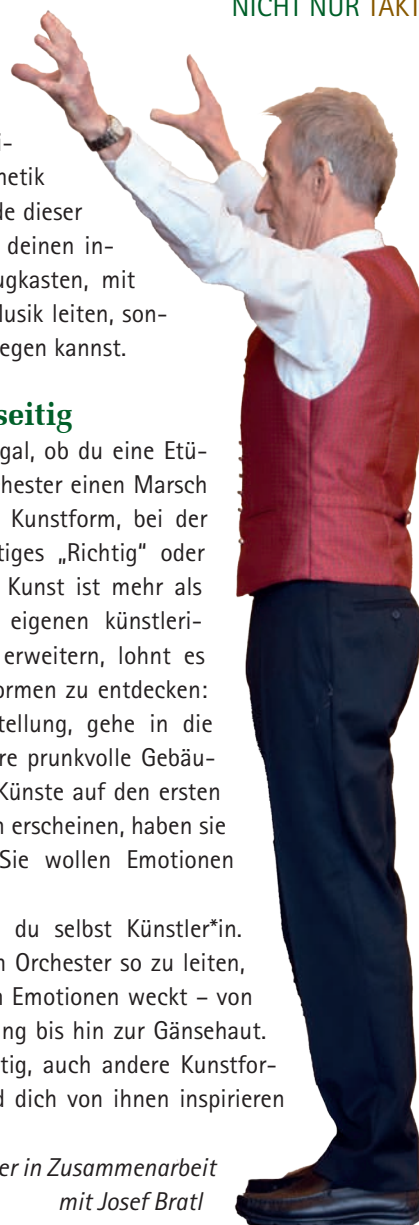 NICHT NUR TAKT
i-
netik
de dieser
deinen in-
ugkasten, mit
Musik leiten, son-
egen kannst.
seitig
gal, ob du eine Etü-
chester einen Marsch
Kunstform, bei der
tiges „Richtig“ oder
Kunst ist mehr als
eigenen künstleri-
erweitern, lohnt es
ormen zu entdecken:
tellung, gehe in die
re prunkvolle Gebäu-
Künste auf den ersten
n erscheinen, haben sie
Sie wollen Emotionen
du selbst Künstler*in.
n Orchester so zu leiten,
n Emotionen weckt – von
ng bis hin zur Gänsehaut.
tig, auch andere Kunstfor-
d dich von ihnen inspirieren
er in Zusammenarbeit
mit Josef Bratl